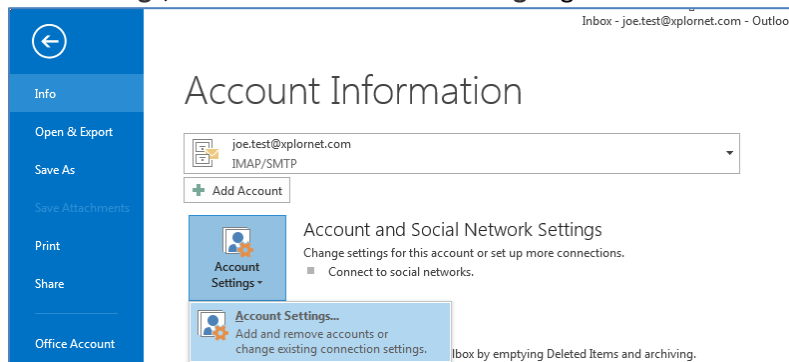 Inbox - joe.test@xplornet.com - Outloo
Info
Account Information
Open & Export
joe.test@xplornet.com
IMAP/SMTP
Save As
Add Account
Save Attachments
Account and Social Network Settings
Print
Change settings for this account or set up more connections.
Account
Settings
Connect to social networks.
Share
Account Settings...
Add and remove accounts or
change existing connection settings.
Office Account
lbox by emptying Deleted Items and archiving.